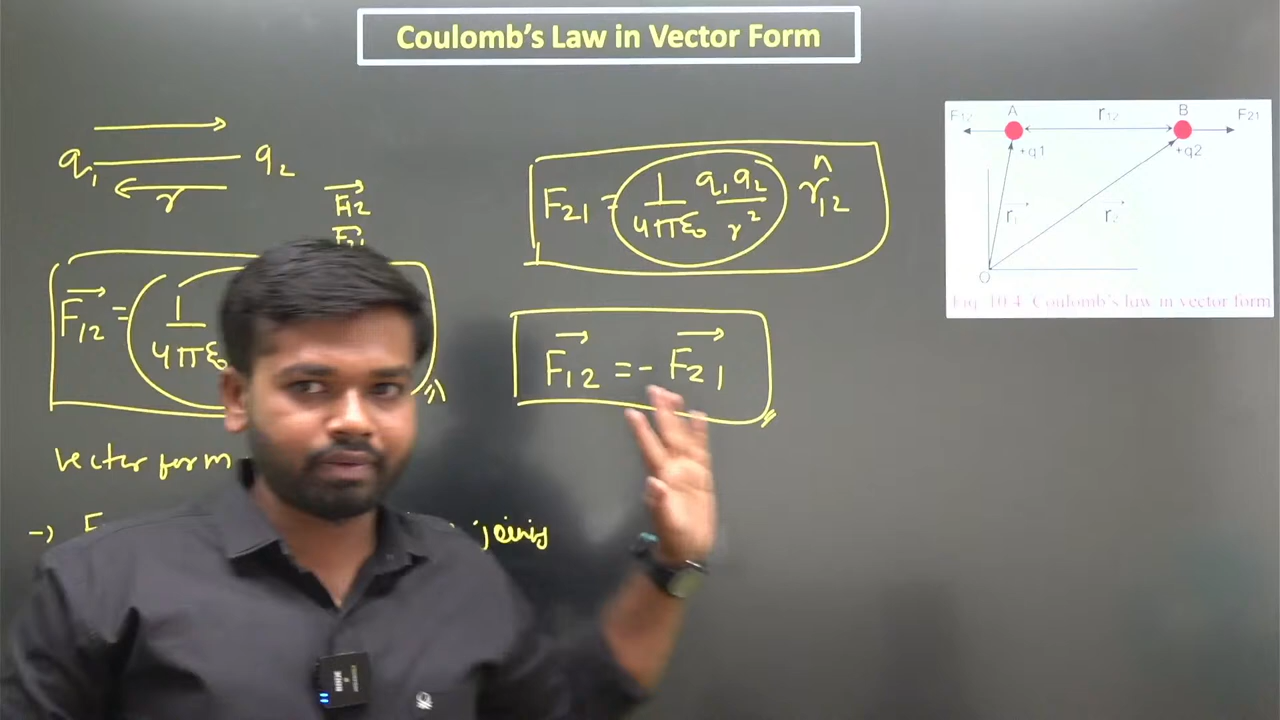 Coulomb's Law in Vector Form
q₁ q₂
r
F₁₂
F₂₁
F₁₂ = 1/4πε₀
vector form
joining
F₂₁ = 1/4πε₀ q₁q₂/r² r̂₁₂
F₁₂ = - F₂₁
F12 A r12 B F21
+q1 +q2
r₁ r₂
O
Fig. 10.4 Coulomb's law in vector form